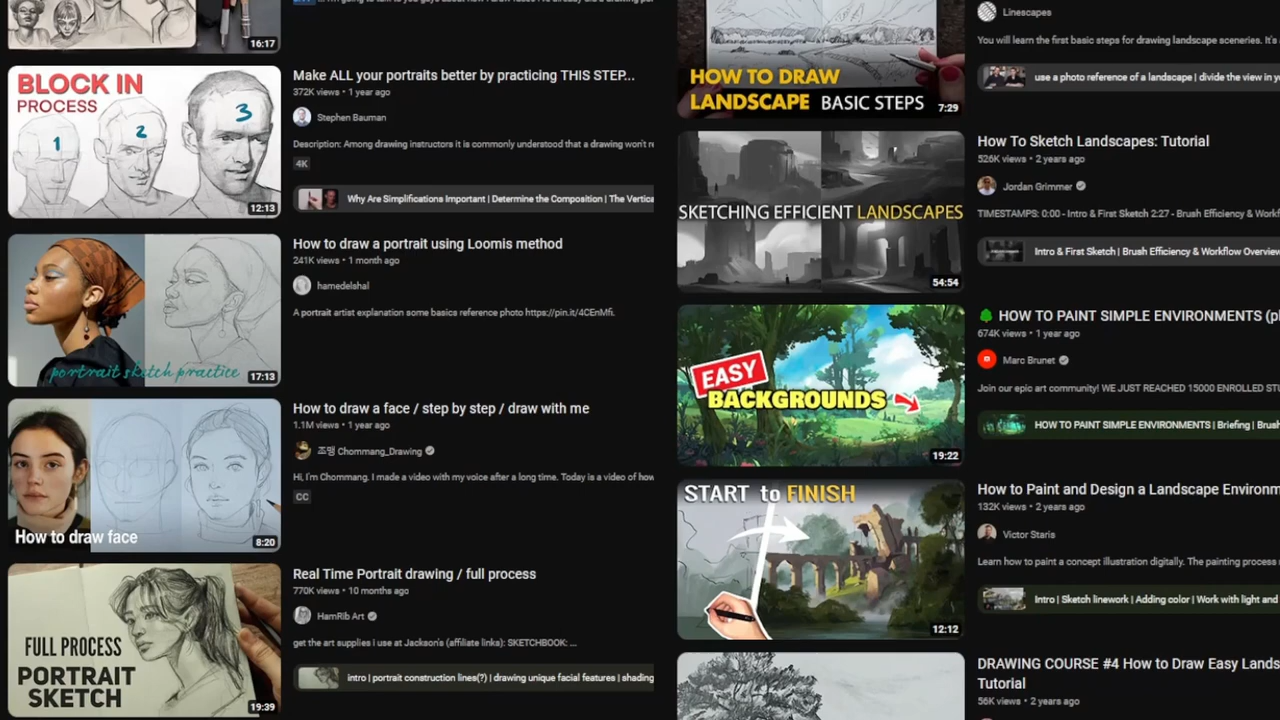 16:17
BLOCK IN
PROCESS
1
2
3
12:13
Make ALL your portraits better by practicing THIS STEP...
372K views • 1 year ago
Stephen Bauman
Description: Among drawing instructors it is commonly understood that a drawing won't re
4K
Why Are Simplifications Important | Determine the Composition | The Vertica
portrait sketch practice
17:13
How to draw a portrait using Loomis method
241K views • 1 month ago
hamedelshal
A portrait artist explanation some basics reference photo https://pin.it/4CEnMfi.
How to draw face
8:20
How to draw a face / step by step / draw with me
1.1M views • 1 year ago
조맹 Chommang_Drawing
Hi, I'm Chommang. I made a video with my voice after a long time. Today is a video of how
CC
FULL PROCESS
PORTRAIT
SKETCH
19:39
Real Time Portrait drawing / full process
770K views • 10 months ago
HamRib Art
get the art supplies i use at Jackson's (affiliate links): SKETCHBOOK: ...
intro | portrait construction lines(?) | drawing unique facial features | shading
HOW TO DRAW
LANDSCAPE BASIC STEPS
7:29
Linescapes
You will learn the first basic steps for drawing landscape sceneries. It's
use a photo reference of a landscape | divide the view in yo
SKETCHING EFFICIENT LANDSCAPES
54:54
How To Sketch Landscapes: Tutorial
526K views • 2 years ago
Jordan Grimmer
TIMESTAMPS: 0:00 - Intro & First Sketch 2:27 - Brush Efficiency & Workf
Intro & First Sketch | Brush Efficiency & Workflow Overview
EASY
BACKGROUNDS
19:22
HOW TO PAINT SIMPLE ENVIRONMENTS (pl
674K views • 1 year ago
Marc Brunet
Join our epic art community! WE JUST REACHED 15000 ENROLLED STU
HOW TO PAINT SIMPLE ENVIRONMENTS | Briefing | Brush
START to FINISH
12:12
How to Paint and Design a Landscape Environm
132K views • 2 years ago
Victor Staris
Learn how to paint a concept illustration digitally. The painting process
Intro | Sketch linework | Adding color | Work with light and
DRAWING COURSE #4 How to Draw Easy Lands
Tutorial
56K views • 2 years ago